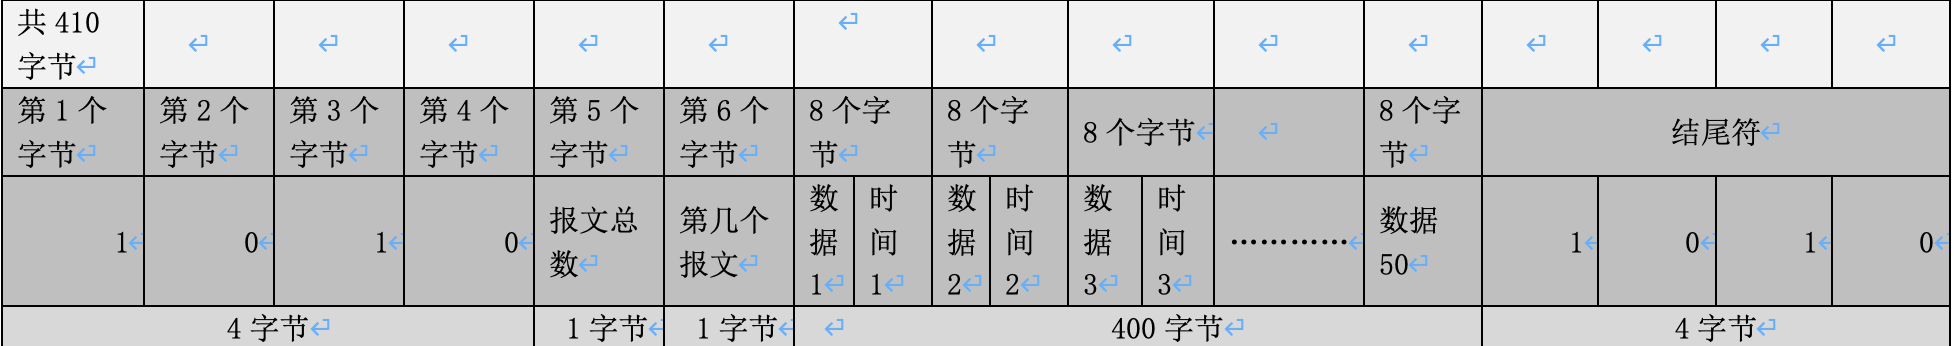 共 410
字节
第 1 个
字节
第 2 个
字节
第 3 个
字节
第 4 个
字节
第 5 个
字节
第 6 个
字节
8 个字
节
8 个字
节
8 个字节
8 个字
节
结尾符
1
0
1
0
报文总
数
第几个
报文
数
据
1
时
间
1
数
据
2
时
间
2
数
据
3
时
间
3
…………
数据
50
1
0
1
0
4 字节
1 字节
1 字节
400 字节
4 字节